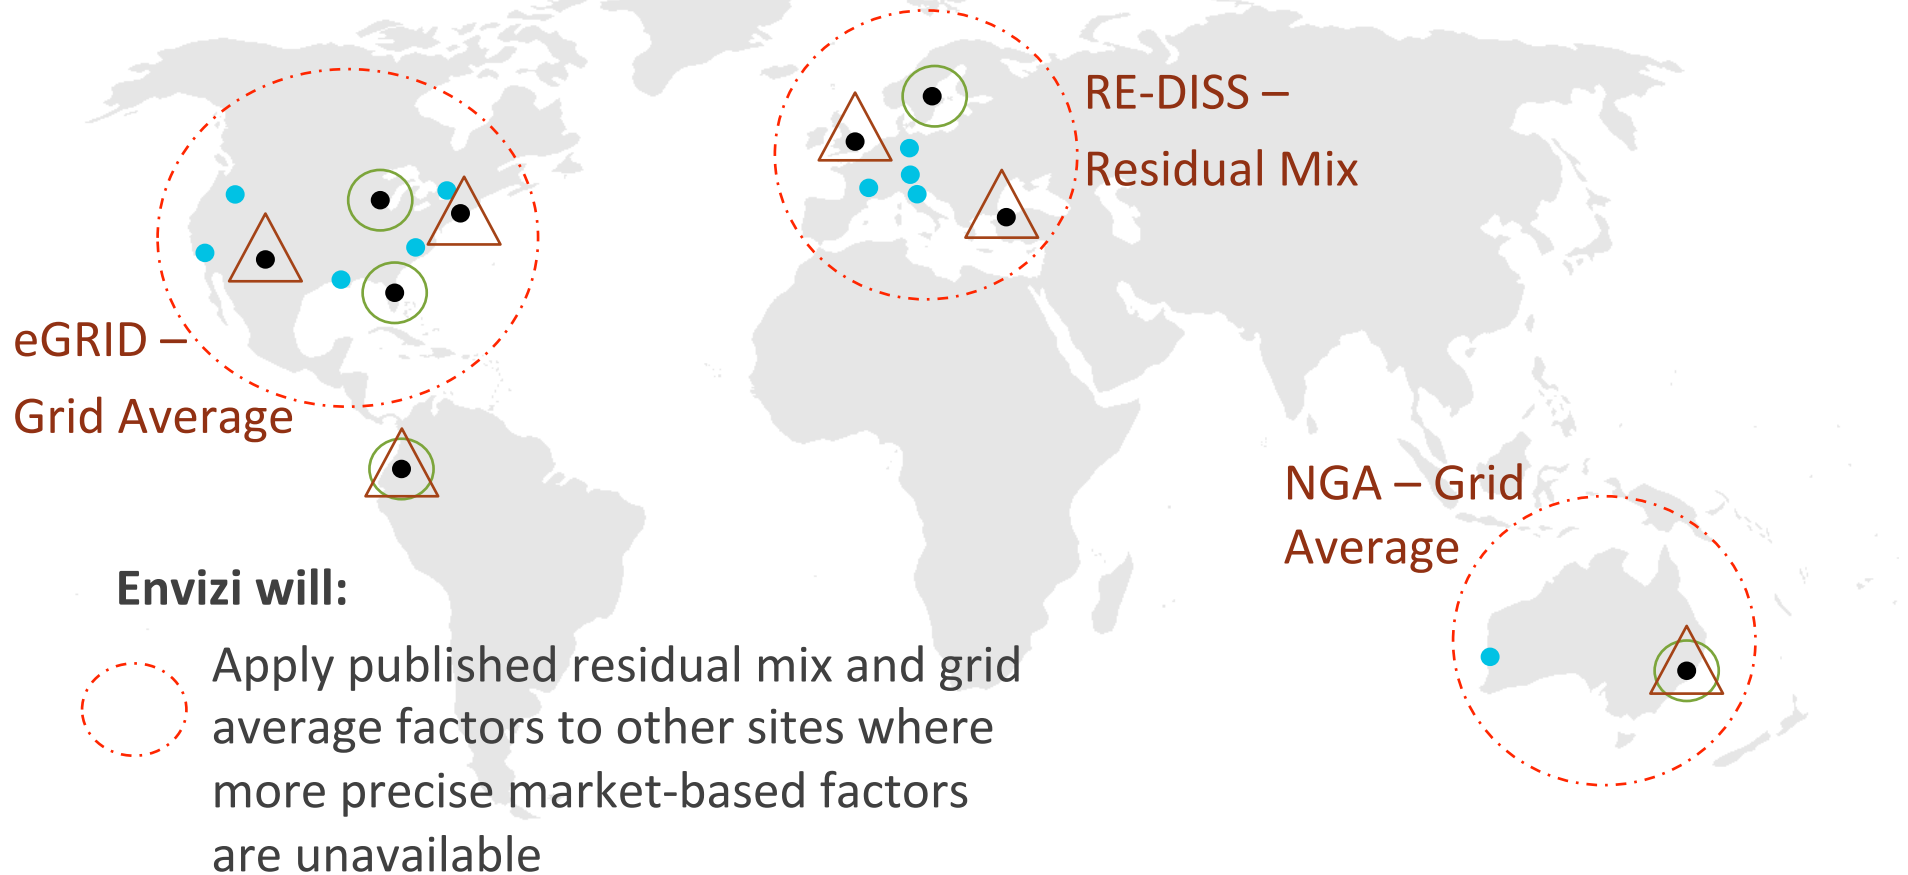 RE-DISS –
Residual Mix
eGRID –
Grid Average
NGA – Grid
Average
Envizi will:
Apply published residual mix and grid
average factors to other sites where
more precise market-based factors
are unavailable